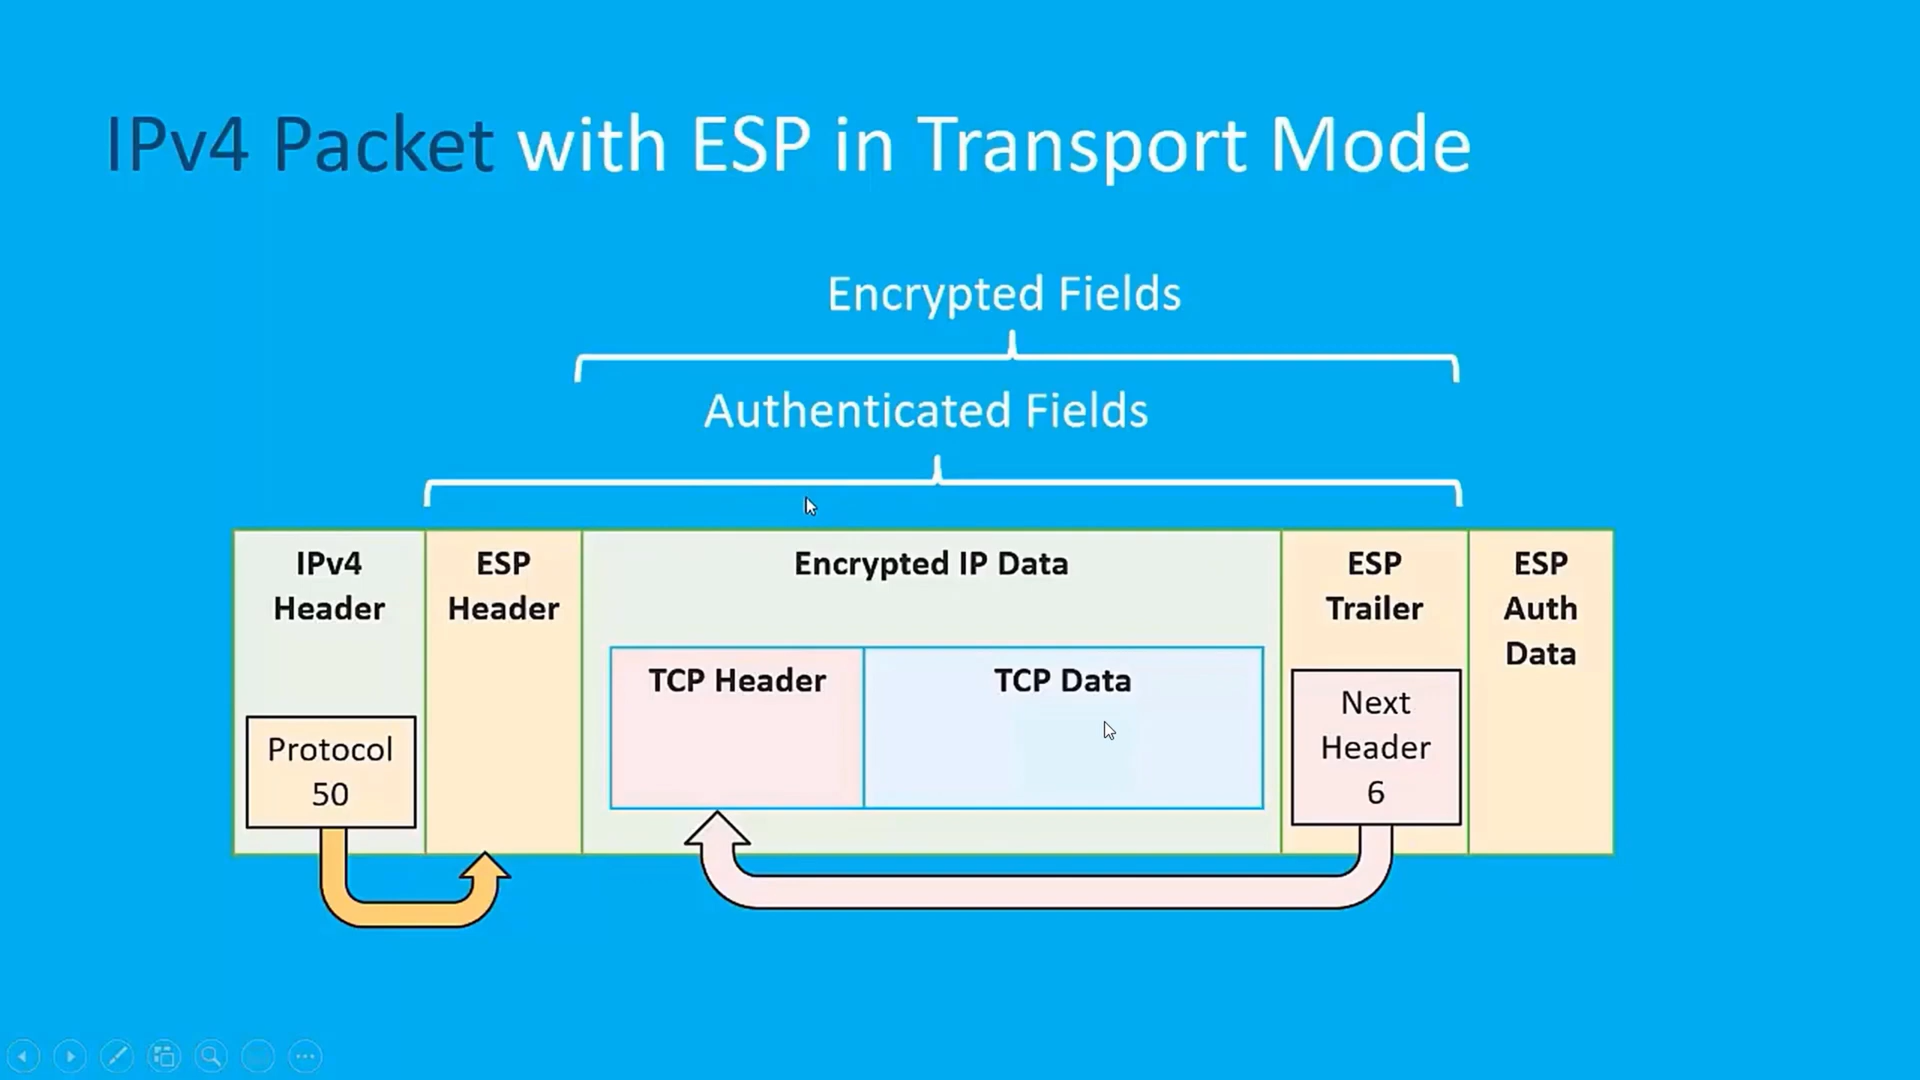 IPv4 Packet with ESP in Transport Mode
Encrypted Fields
Authenticated Fields
IPv4
Header
Protocol
50
ESP
Header
Encrypted IP Data
TCP Header
TCP Data
ESP
Trailer
Next
Header
6
ESP
Auth
Data